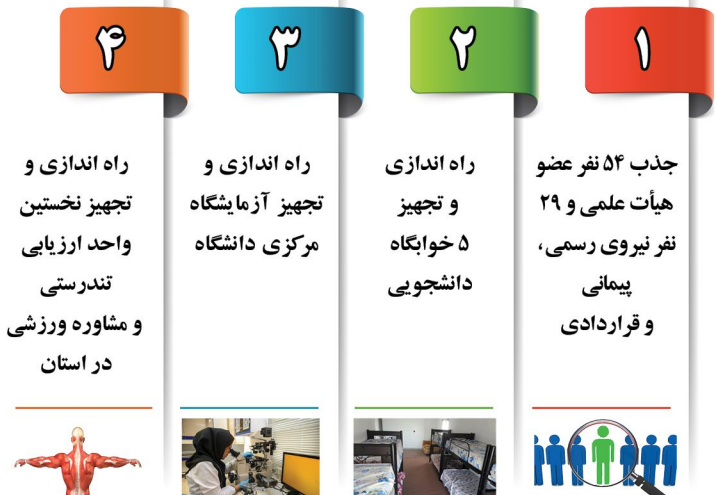 ۱
جذب ۵۴ نفر عضو
هیأت علمی و ۲۹
نفر نیروی رسمی،
پیمانی
و قراردادی
۲
راه اندازی
و تجهیز
۵ خوابگاه
دانشجویی
۳
راه اندازی و
تجهیز آزمایشگاه
مرکزی دانشگاه
۴
راه اندازی و
تجهیز نخستین
واحد ارزیابی
تندرستی
و مشاوره ورزشی
در استان